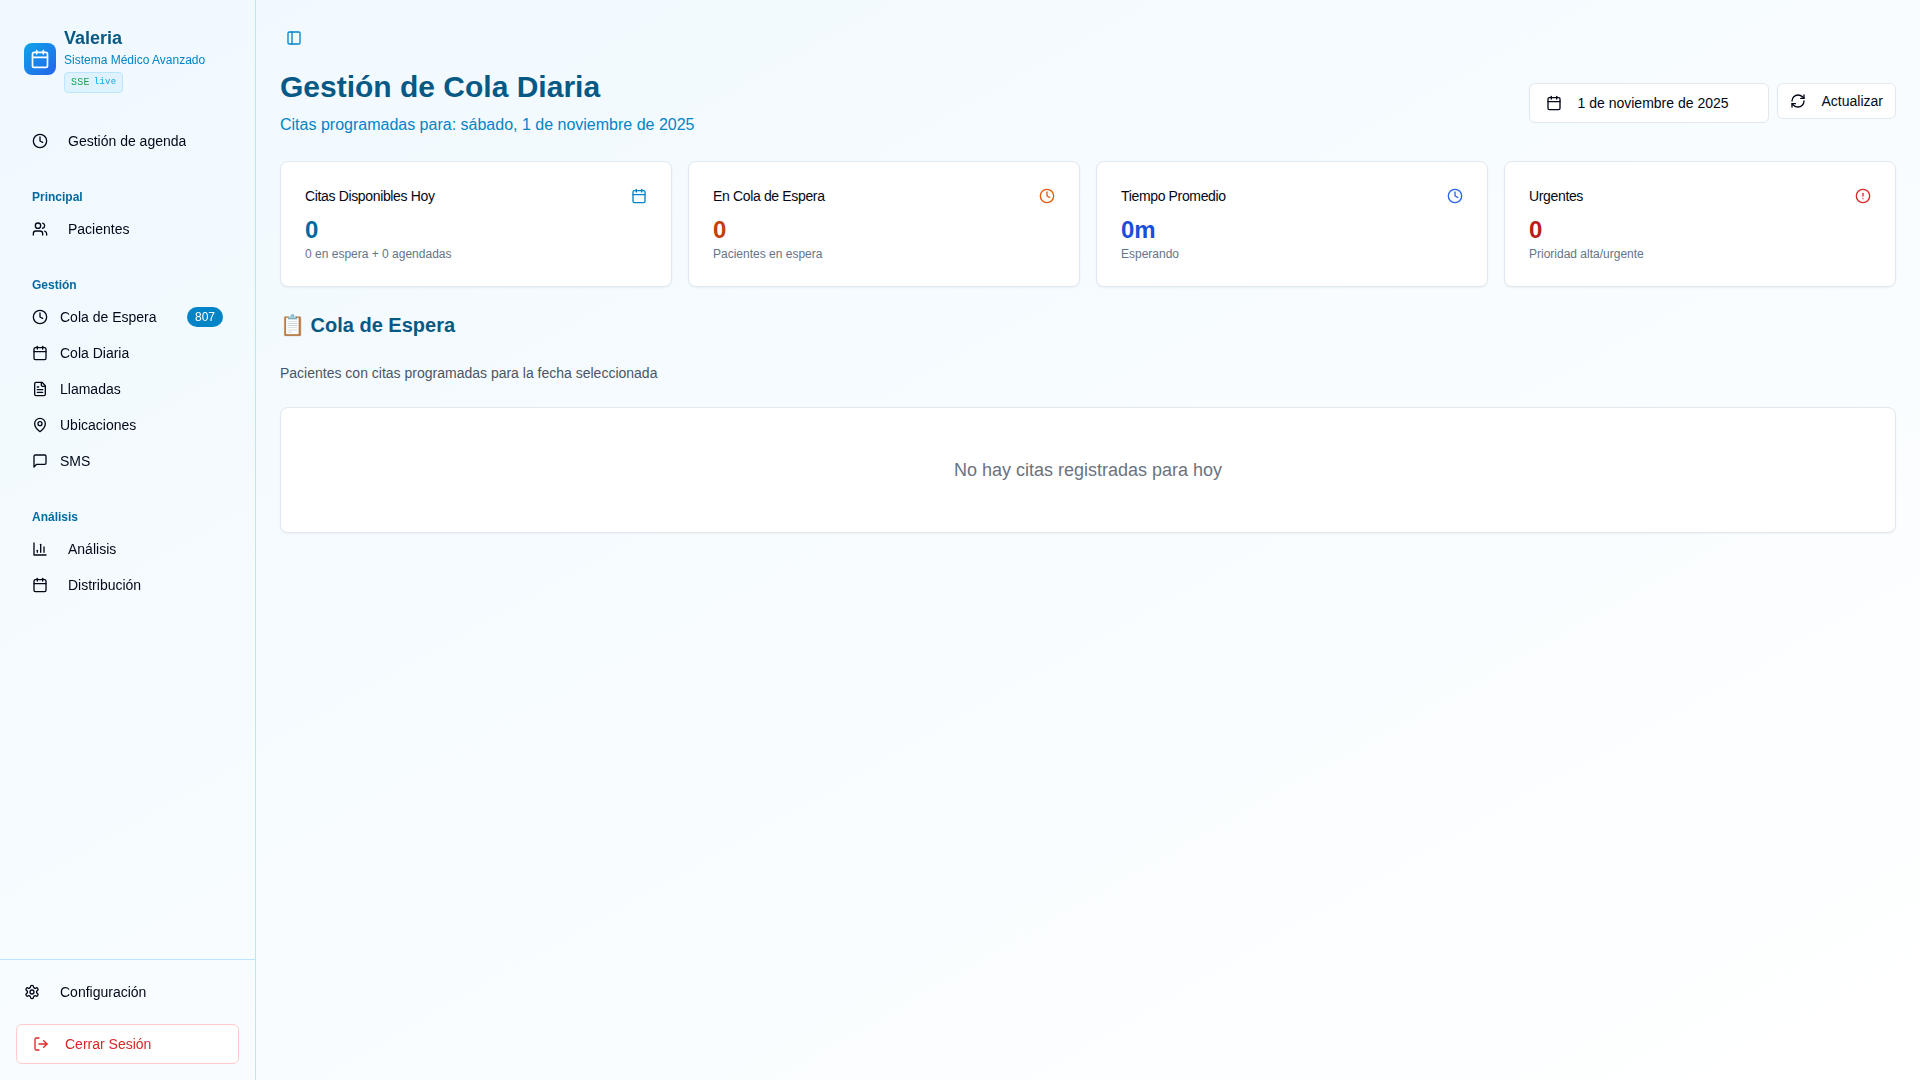 Valeria
Sistema Médico Avanzado
SSE live
Gestión de agenda
Principal
Pacientes
Gestión
Cola de Espera 807
Cola Diaria
Llamadas
Ubicaciones
SMS
Análisis
Análisis
Distribución
Configuración
Cerrar Sesión
Gestión de Cola Diaria
Citas programadas para: sábado, 1 de noviembre de 2025
1 de noviembre de 2025
Actualizar
Citas Disponibles Hoy
0
0 en espera + 0 agendadas
En Cola de Espera
0
Pacientes en espera
Tiempo Promedio
0m
Esperando
Urgentes
0
Prioridad alta/urgente
📋 Cola de Espera
Pacientes con citas programadas para la fecha seleccionada
No hay citas registradas para hoy